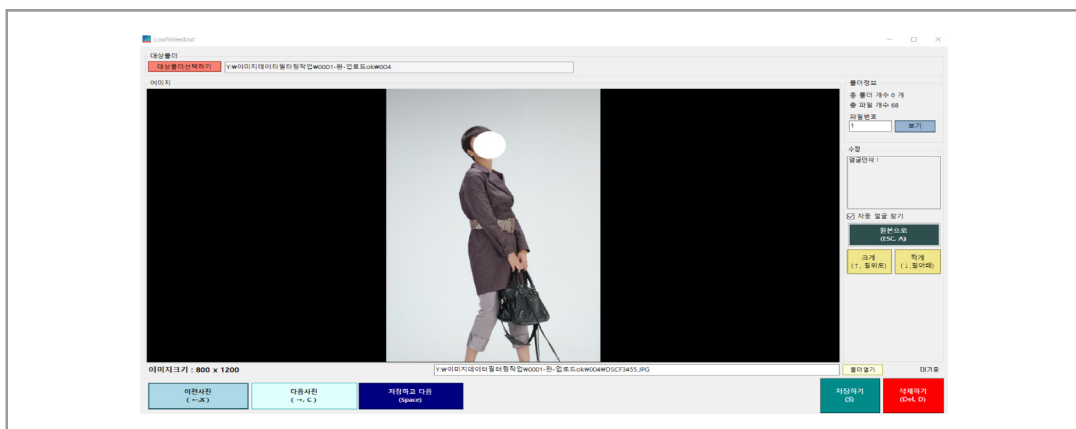 LowfiWeedout
대상폴더
대상폴더선택하기
Y:₩이미지데이터필터링작업₩0001-완-업로드ok₩004
이미지
폴더정보
총 폴더 개수 0 개
총 파일 개수 68
파일번호
1
보기
수정
얼굴인식 !
자동 얼굴 찾기
원본으로
(ESC, A)
크게
(↑, 휠위로)
작게
(↓,휠아래)
이미지크기 : 800 x 1200
Y:₩이미지데이터필터링작업₩0001-완-업로드ok₩004₩DSCF3455.JPG
폴더열기
대기중
이전사진
(←,X)
다음사진
(→, C )
저장하고 다음
(Space)
저장하기
(S)
삭제하기
(Del, D)